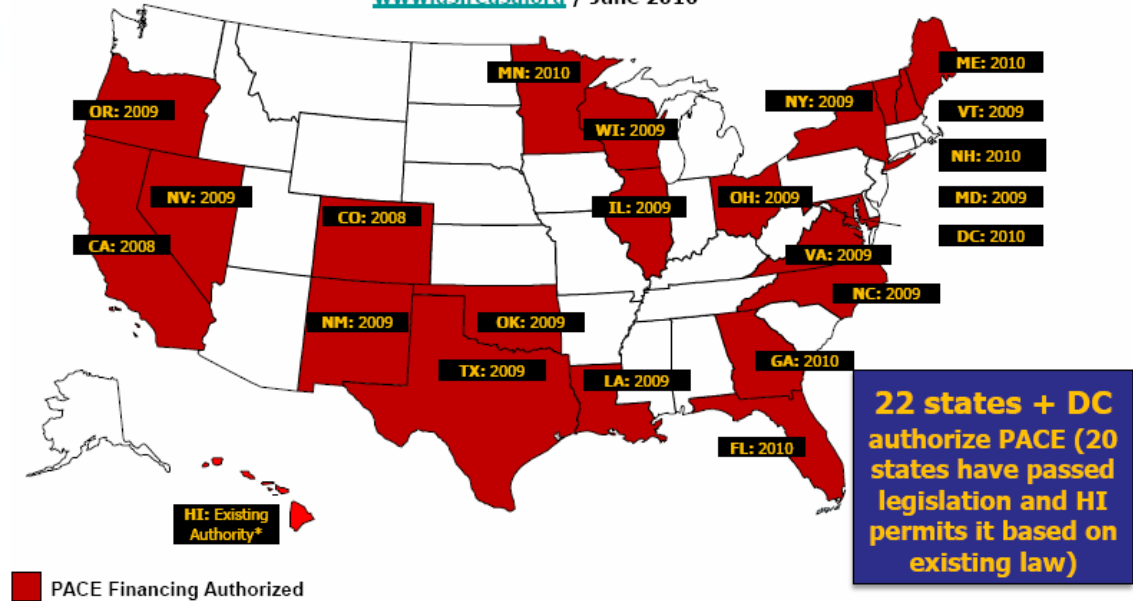 / June 2010
MN: 2010
ME: 2010
OR: 2009
NY: 2009
VT: 2009
WI: 2009
NH: 2010
NV: 2009
OH: 2009
MD: 2009
CO: 2008
IL: 2009
CA: 2008
DC: 2010
VA: 2009
NC: 2009
NM: 2009
OK: 2009
GA: 2010
TX: 2009
LA: 2009
FL: 2010
22 states + DC
authorize PACE (20
states have passed
legislation and HI
permits it based on
existing law)
HI: Existing
Authority*
PACE Financing Authorized